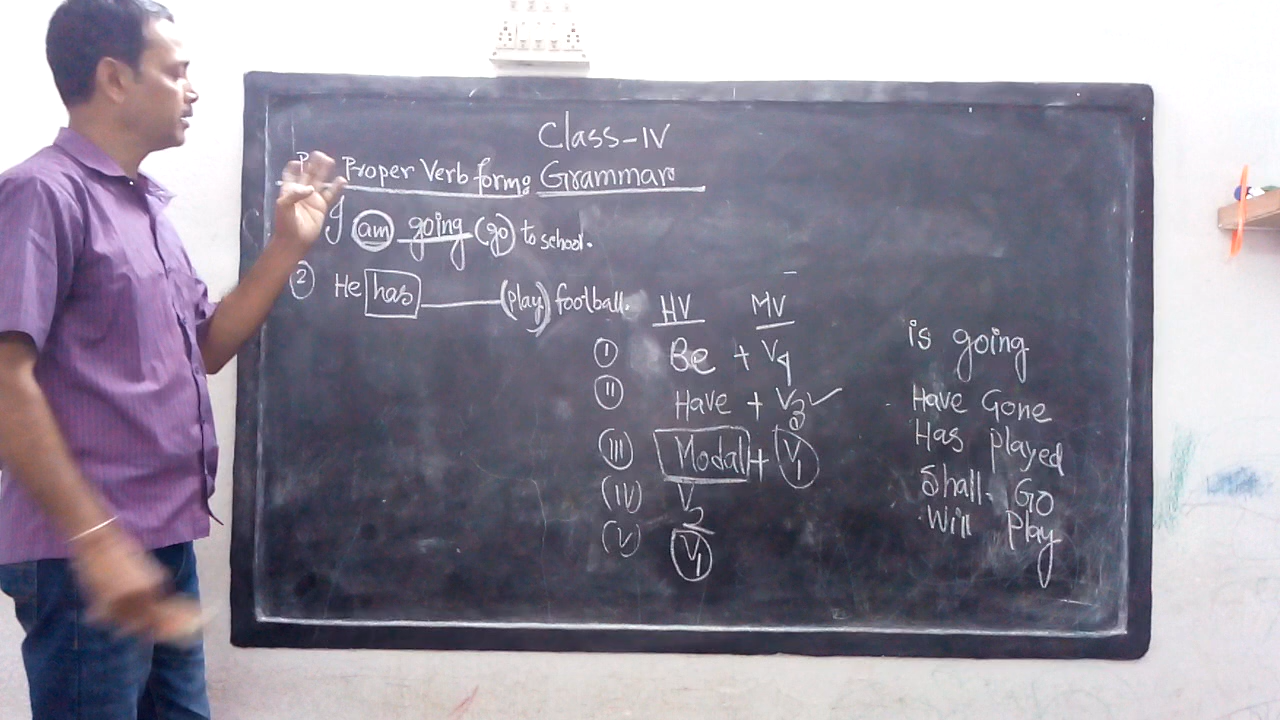 Class-IV
Proper Verb form: Grammar
I am going (go) to school.
2 He has ______ (play) football.
HV MV
I Be + V4
II Have + V3 ✓
III Modal + V1
(IV) V2
(V) V1
is going
Have Gone
Has played
Shall. Go
Will play